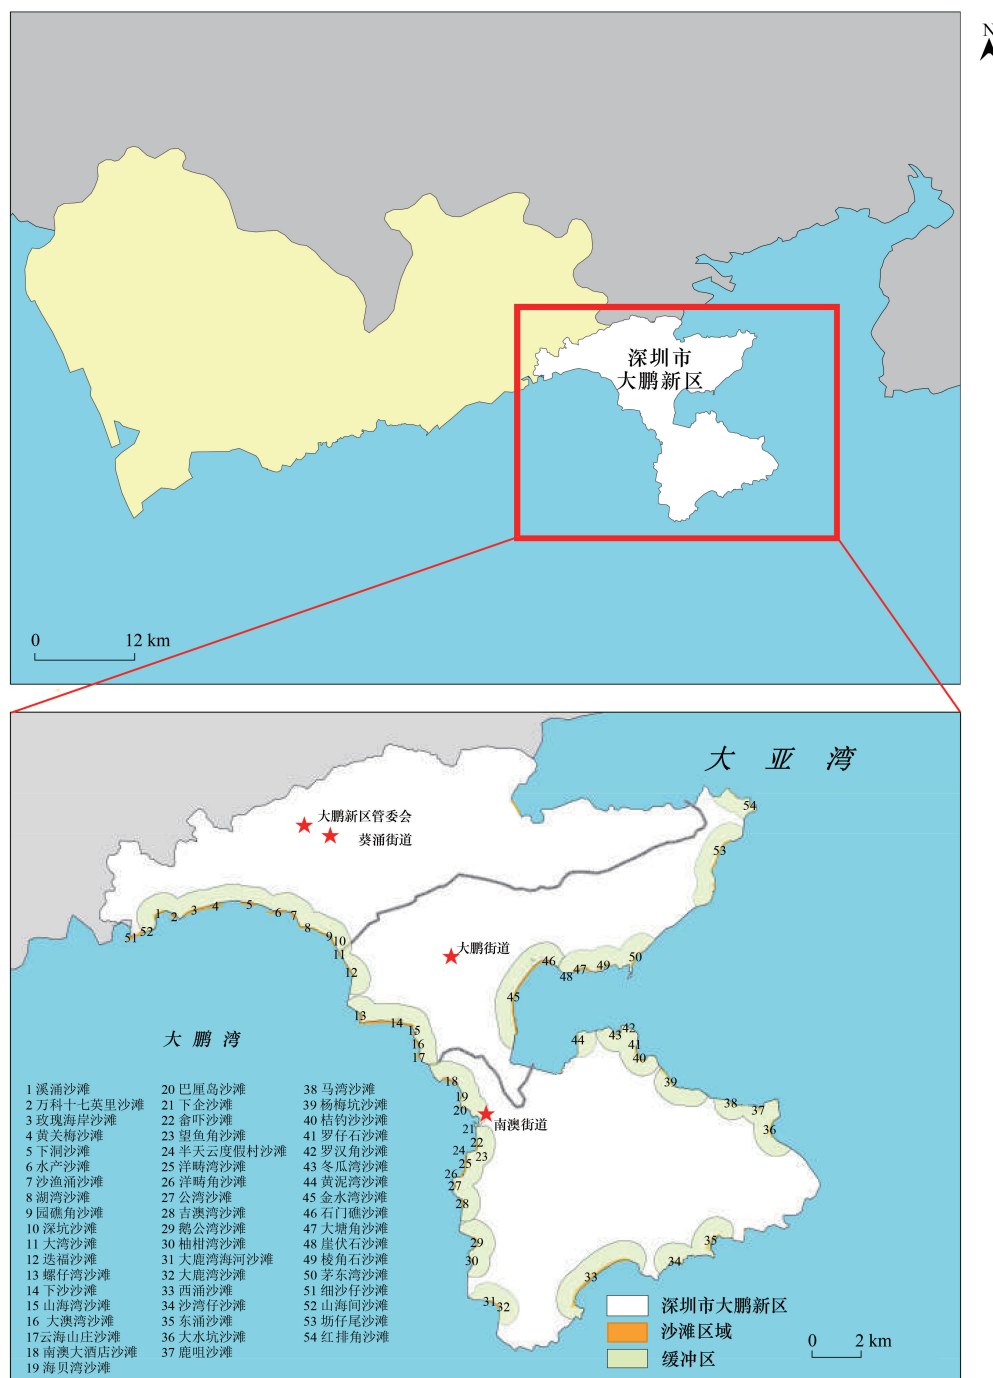 N
深圳市
大鹏新区
0 12 km
大亚湾
54
大鹏新区管委会
葵涌街道
53
1 2 3 4 5 6 7
8
9
10
11
51
52
12
大鹏街道
46
47
48
49
50
45
13 14 15
16
17
44 43 42
41
40
39
大鹏湾
18
19
20
38 37
36
南澳街道
21
22
23
24
25
26
27
28
29
30
31 32
33
34
35
1 溪涌沙滩
2 万科十七英里沙滩
3 玫瑰海岸沙滩
4 黄关梅沙滩
5 下洞沙滩
6 水产沙滩
7 沙渔涌沙滩
8 湖湾沙滩
9 园礁角沙滩
10 深坑沙滩
11 大湾沙滩
12 迭福沙滩
13 螺仔湾沙滩
14 下沙沙滩
15 山海湾沙滩
16 大澳湾沙滩
17云海山庄沙滩
18 南澳大酒店沙滩
19 海贝湾沙滩
20 巴厘岛沙滩
21 下企沙滩
22 畲吓沙滩
23 望鱼角沙滩
24 半天云度假村沙滩
25 洋畴湾沙滩
26 洋畴角沙滩
27 公湾沙滩
28 吉澳湾沙滩
29 鹅公湾沙滩
30 柚柑湾沙滩
31 大鹿湾海河沙滩
32 大鹿湾沙滩
33 西涌沙滩
34 沙湾仔沙滩
35 东涌沙滩
36 大水坑沙滩
37 鹿咀沙滩
38 马湾沙滩
39 杨梅坑沙滩
40 桔钓沙沙滩
41 罗仔石沙滩
42 罗汉角沙滩
43 冬瓜湾沙滩
44 黄泥湾沙滩
45 金水湾沙滩
46 石门礁沙滩
47 大塘角沙滩
48 崖伏石沙滩
49 棱角石沙滩
50 茅东湾沙滩
51 细沙仔沙滩
52 山海间沙滩
53 坜仔尾沙滩
54 红排角沙滩
深圳市大鹏新区
沙滩区域
缓冲区
0 2 km